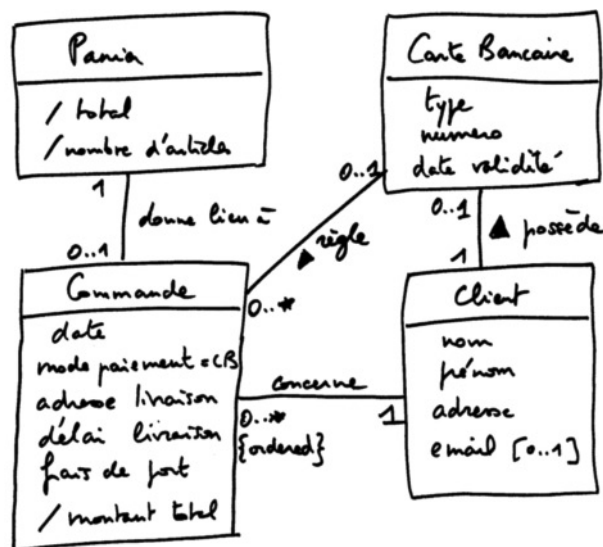 Panier
/ total
/ nombre d'articles
1
donne lieu à
0..1
Carte Bancaire
type
numero
date validité
0..1
0..1
règle
0..*
possède
1
Commande
date
mode paiement = CB
adresse livraison
délai livraison
frais de port
/ montant total
concerne
0..*
{ordered}
1
Client
nom
prénom
adresse
email [0..1]